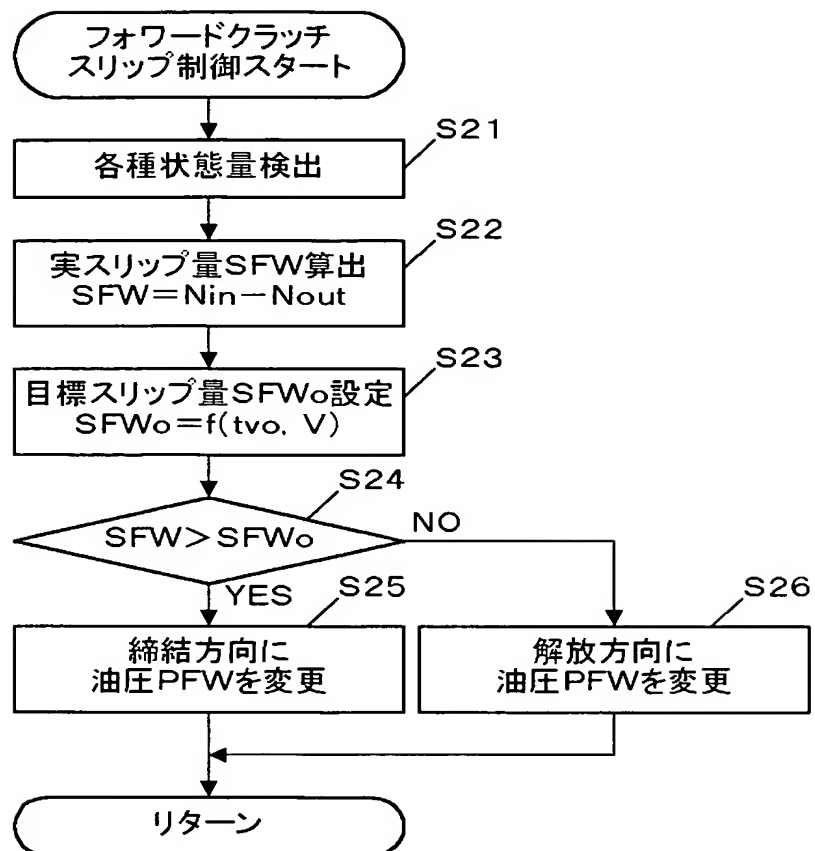 フォワードクラッチ
スリップ制御スタート
S21
各種状態量検出
S22
実スリップ量SFW算出
SFW=Nin−Nout
S23
目標スリップ量SFWo設定
SFWo=f(tvo, V)
S24
SFW>SFWo
NO
YES
S25
締結方向に
油圧PFWを変更
S26
解放方向に
油圧PFWを変更
リターン